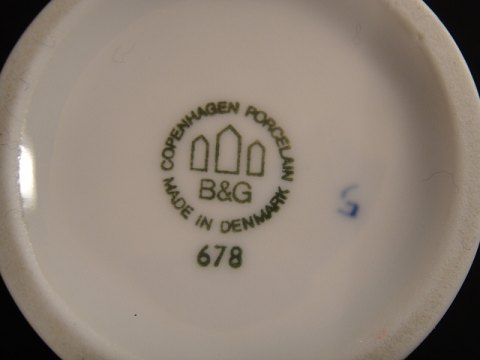 COPENHAGEN PORCELAIN
B&G
MADE IN DENMARK
678